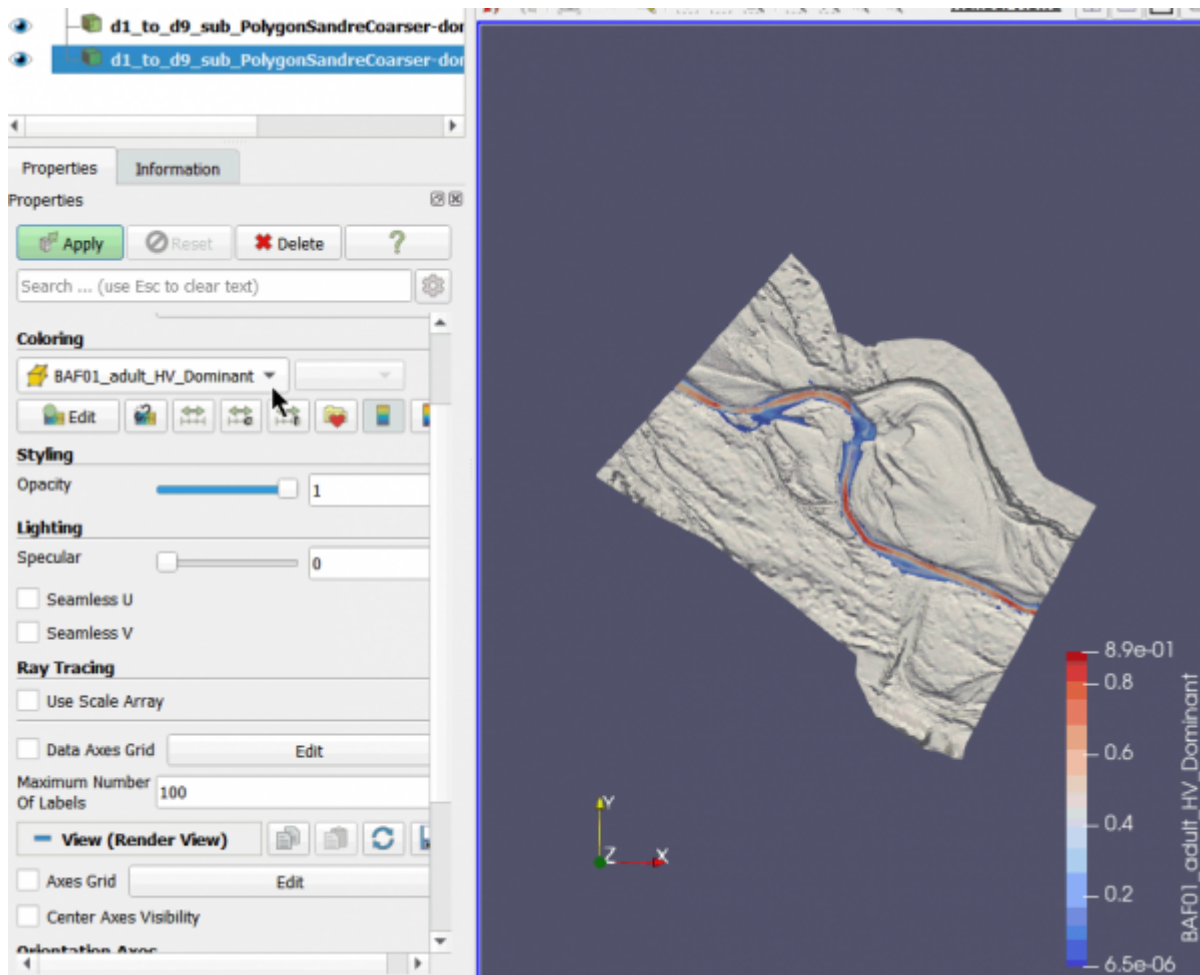 d1_to_d9_sub_PolygonSandreCoarser-dor
d1_to_d9_sub_PolygonSandreCoarser-dor
Properties
Information
Properties
Apply
Reset
Delete
?
Search ... (use Esc to clear text)
Coloring
BAF01_adult_HV_Dominant
Edit
Styling
Opacity
1
Lighting
Specular
0
Seamless U
Seamless V
Ray Tracing
Use Scale Array
Data Axes Grid
Edit
Maximum Number
Of Labels
100
View (Render View)
Axes Grid
Edit
Center Axes Visibility
Orientation Axes
Y
Z
X
8.9e-01
0.8
0.6
0.4
0.2
6.5e-06
BAF01_adult_HV_Dominant